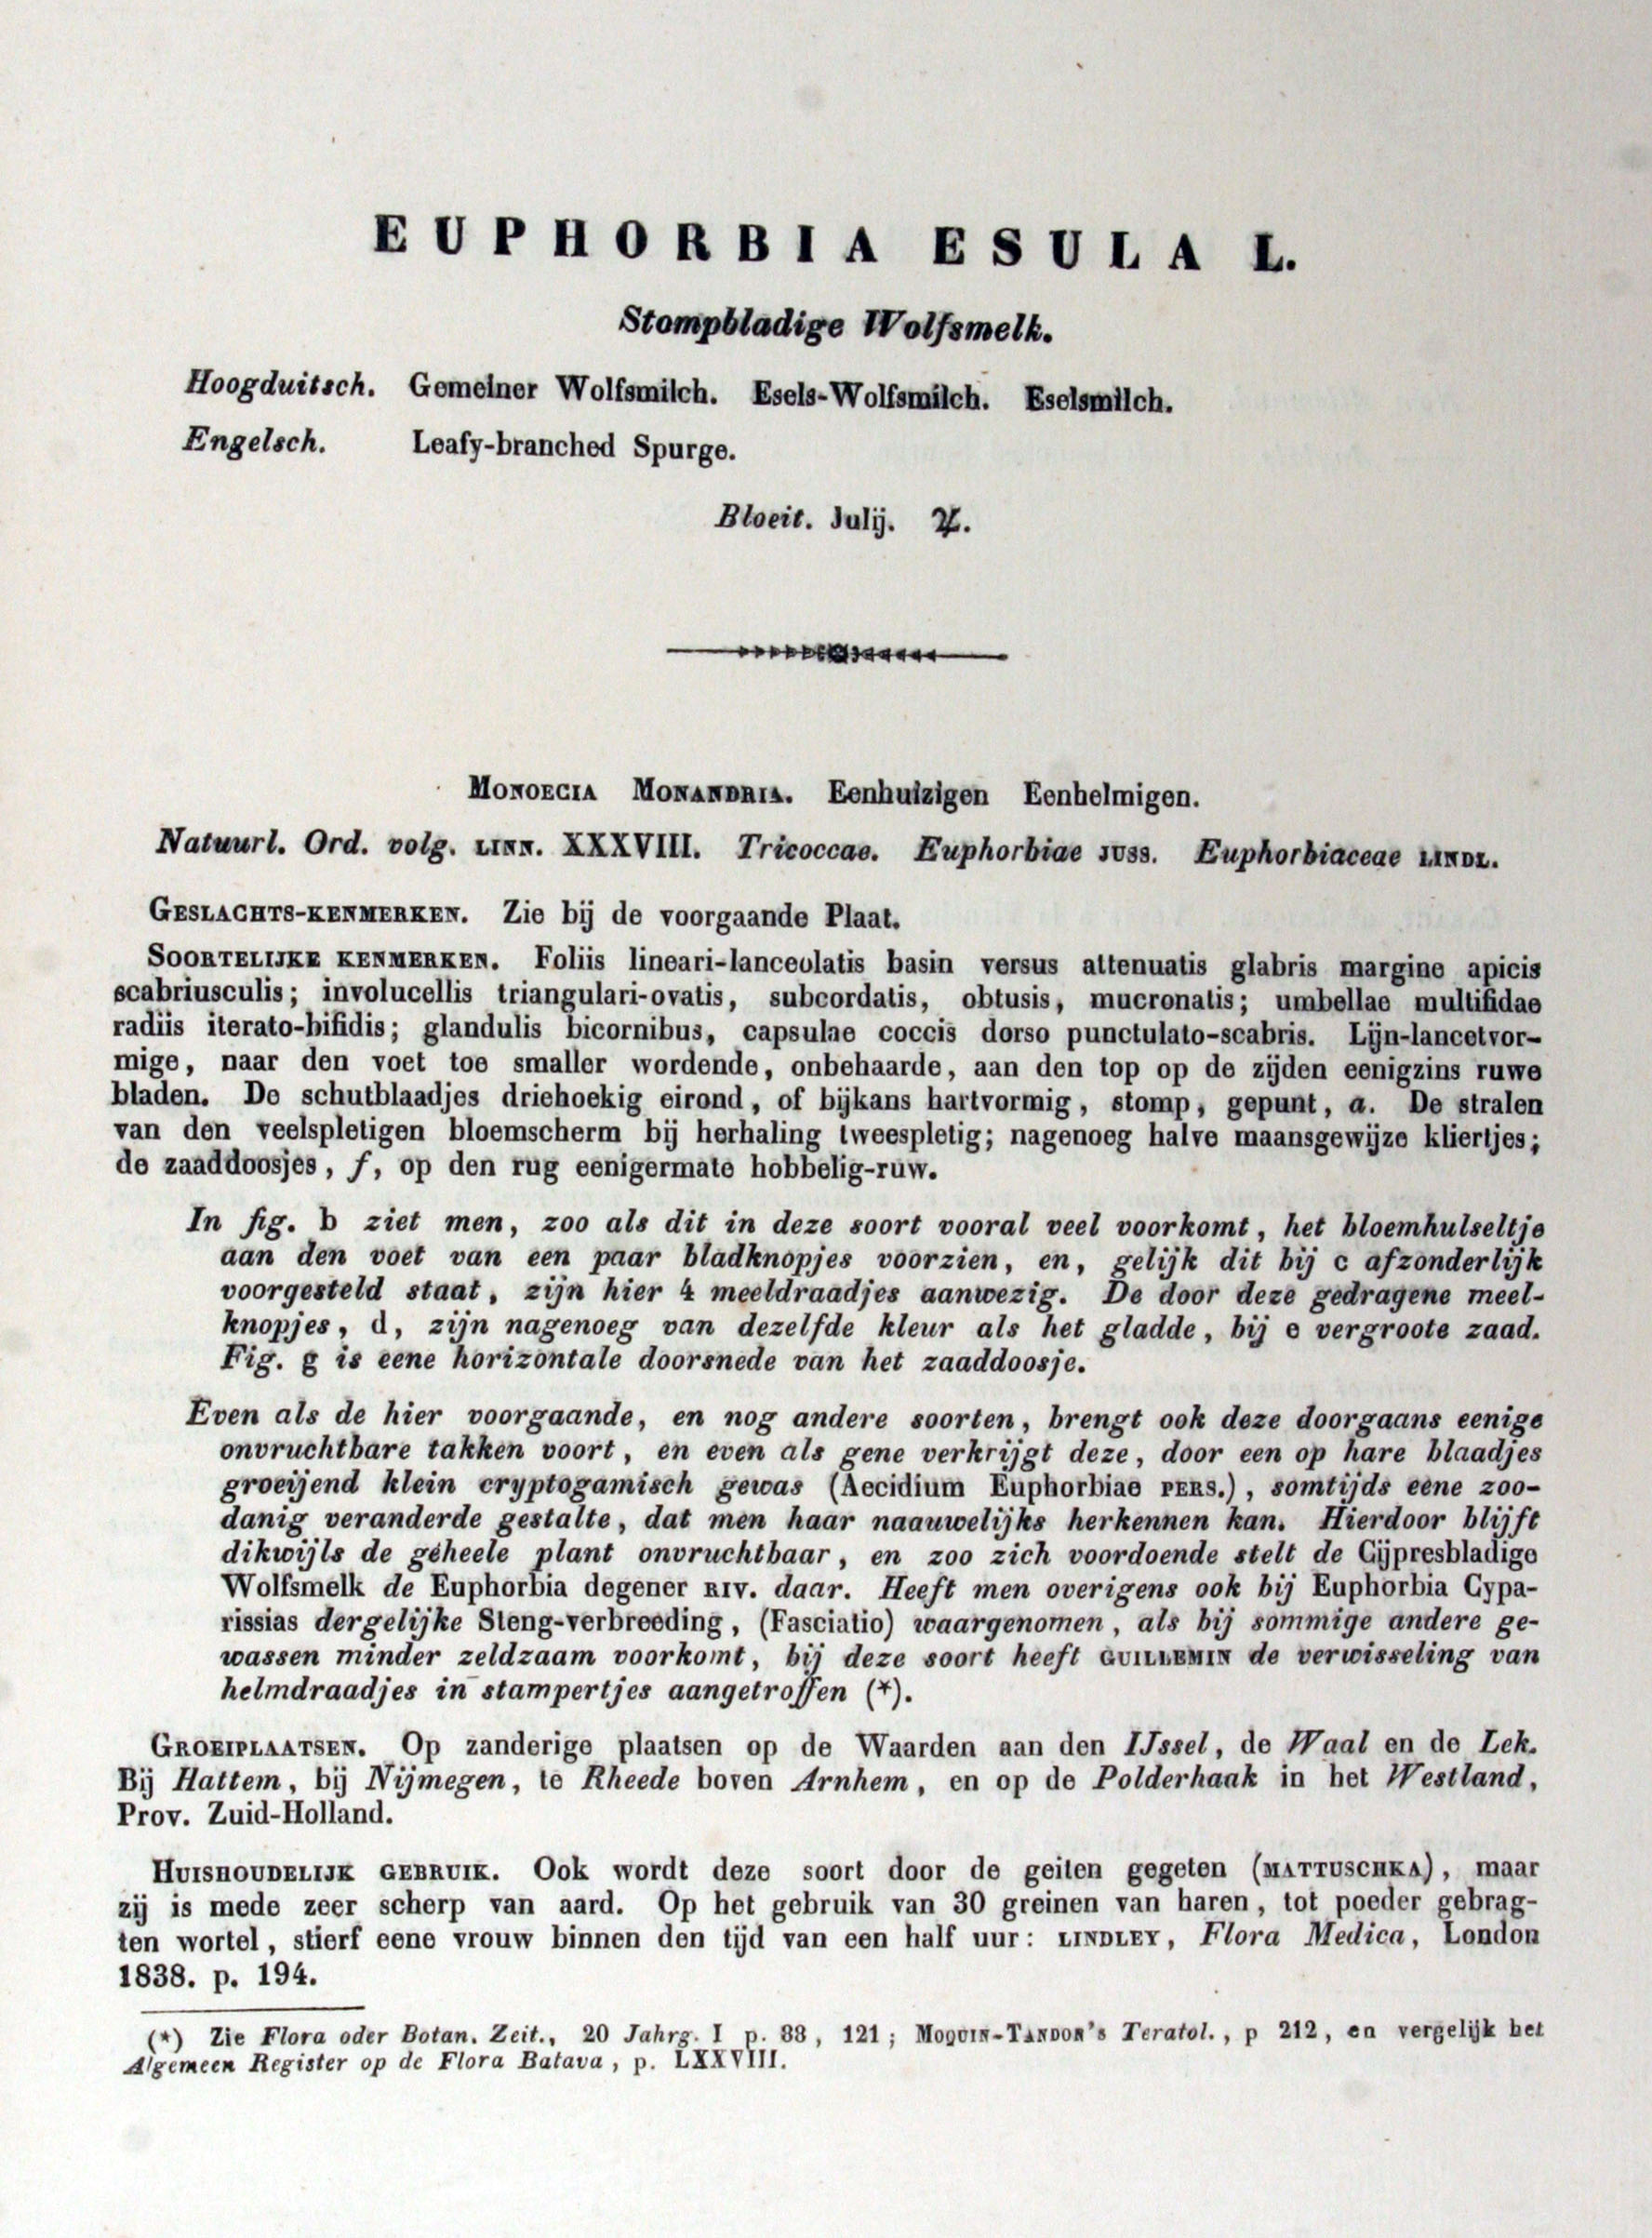 EUPHORBIA ESULA L.
Stompbladige Wolfsmelk.
Hoogduitsch. Gemeiner Wolfsmilch. Esels-Wolfsmilch. Eselsmilch.
Engelsch. Leafy-branched Spurge.
Bloeit. Julij. ♃.
MONOECIA MONANDRIA. Eenhuizigen Eenhelmigen.
Natuurl. Ord. volg. LINN. XXXVIII. Tricoccae. Euphorbiae JUSS. Euphorbiaceae LINDL.
GESLACHTS-KENMERKEN. Zie bij de voorgaande Plaat.
SOORTELIJKE KENMERKEN. Foliis lineari-lanceolatis basin versus attenuatis glabris margine apicis
scabriusculis; involucellis triangulari-ovatis, subcordatis, obtusis, mucronatis; umbellae multifidae
radiis iterato-bifidis; glandulis bicornibus, capsulae coccis dorso punctulato-scabris. Lijn-lancetvor-
mige, naar den voet toe smaller wordende, onbehaarde, aan den top op de zijden eenigzins ruwe
bladen. De schutblaadjes driehoekig eirond, of bijkans hartvormig, stomp, gepunt, a. De stralen
van den veelspletigen bloemscherm bij herhaling tweespletig; nagenoeg halve maansgewijze kliertjes;
de zaaddoosjes, f, op den rug eenigermate hobbelig-ruw.
In fig. b ziet men, zoo als dit in deze soort vooral veel voorkomt, het bloemhulseltje
aan den voet van een paar bladknopjes voorzien, en, gelijk dit bij c afzonderlijk
voorgesteld staat, zijn hier 4 meeldraadjes aanwezig. De door deze gedragene meel-
knopjes, d, zijn nagenoeg van dezelfde kleur als het gladde, bij e vergroote zaad.
Fig. g is eene horizontale doorsnede van het zaaddoosje.
Even als de hier voorgaande, en nog andere soorten, brengt ook deze doorgaans eenige
onvruchtbare takken voort, en even als gene verkrijgt deze, door een op hare blaadjes
groeijend klein cryptogamisch gewas (Aecidium Euphorbiae PERS.), somtijds eene zoo-
danig veranderde gestalte, dat men haar naauwelijks herkennen kan. Hierdoor blijft
dikwijls de geheele plant onvruchtbaar, en zoo zich voordoende stelt de Cijpresbladige
Wolfsmelk de Euphorbia degener RIV. daar. Heeft men overigens ook bij Euphorbia Cypa-
rissias dergelijke Steng-verbreeding, (Fasciatio) waargenomen, als bij sommige andere ge-
wassen minder zeldzaam voorkomt, bij deze soort heeft GUILLEMIN de verwisseling van
helmdraadjes in stampertjes aangetroffen (*).
GROEIPLAATSEN. Op zanderige plaatsen op de Waarden aan den IJssel, de Waal en de Lek.
Bij Hattem, bij Nijmegen, te Rheede boven Arnhem, en op de Polderhaak in het Westland,
Prov. Zuid-Holland.
HUISHOUDELIJK GEBRUIK. Ook wordt deze soort door de geiten gegeten (MATTUSCHKA), maar
zij is mede zeer scherp van aard. Op het gebruik van 30 greinen van haren, tot poeder gebrag-
ten wortel, stierf eene vrouw binnen den tijd van een half uur: LINDLEY, Flora Medica, London
1838. p. 194.
(*) Zie Flora oder Botan. Zeit., 20 Jahrg. I p. 88, 121; MOQUIN-TANDON's Teratol., p 212, en vergelijk het
Algemeen Register op de Flora Batava, p. LXXVIII.